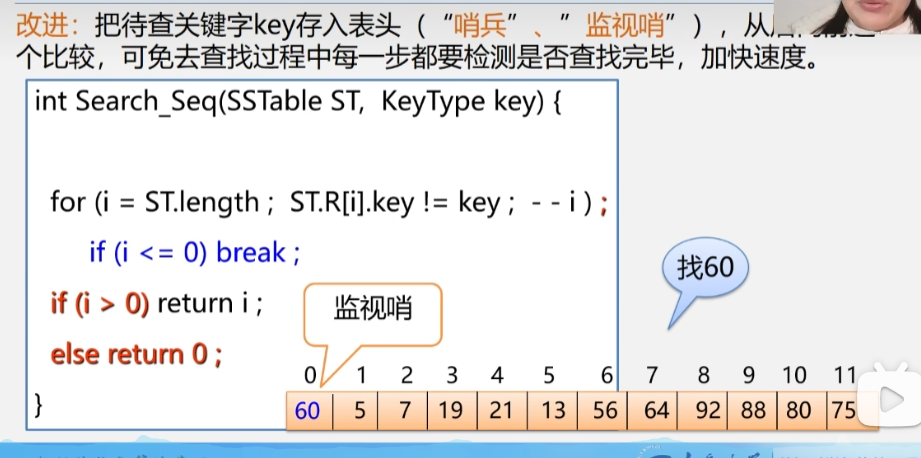 改进：把待查关键字key存入表头（“哨兵”、”监视哨”），从
个比较，可免去查找过程中每一步都要检测是否查找完毕，加快速度。
int Search_Seq(SSTable ST, KeyType key) {
for (i = ST.length ; ST.R[i].key != key ; - - i ) ;
if (i <= 0) break ;
找60
if (i > 0) return i ;
监视哨
else return 0 ;
0 1 2 3 4 5 6 7 8 9 10 11
}
60 5 7 19 21 13 56 64 92 88 80 75